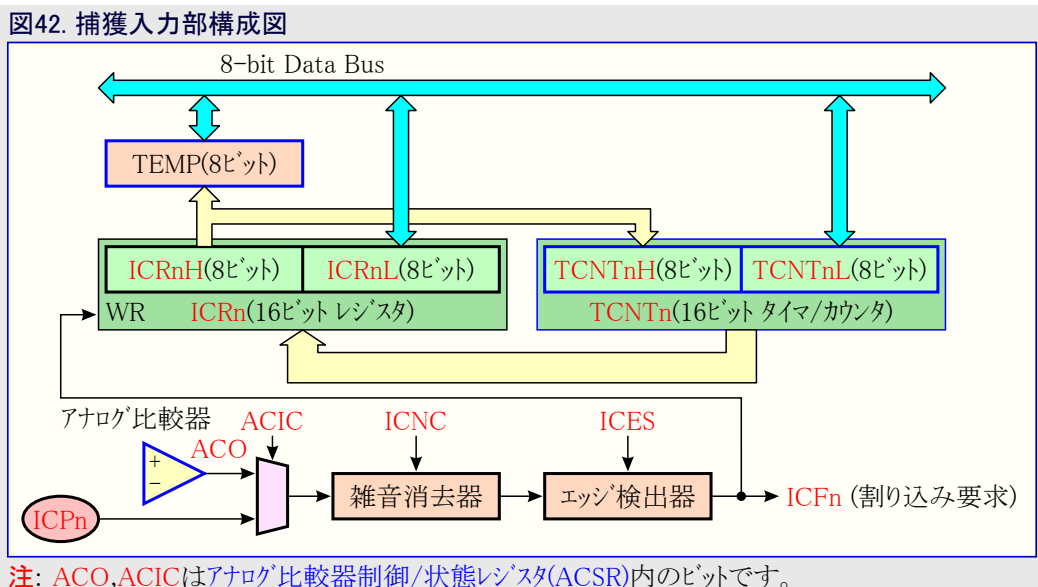 図42. 捕獲入力部構成図
8-bit Data Bus
TEMP(8ビット)
ICRnH(8ビット) ICRnL(8ビット) TCNTnH(8ビット) TCNTnL(8ビット)
WR ICRn(16ビット レジスタ) TCNTn(16ビット タイマ/カウンタ)
アナログ比較器 ACIC ICNC ICES
ACO
+
−
雑音消去器 エッジ検出器 ICFn (割り込み要求)
ICPn
注: ACO,ACICはアナログ比較器制御/状態レジスタ(ACSR)内のビットです。